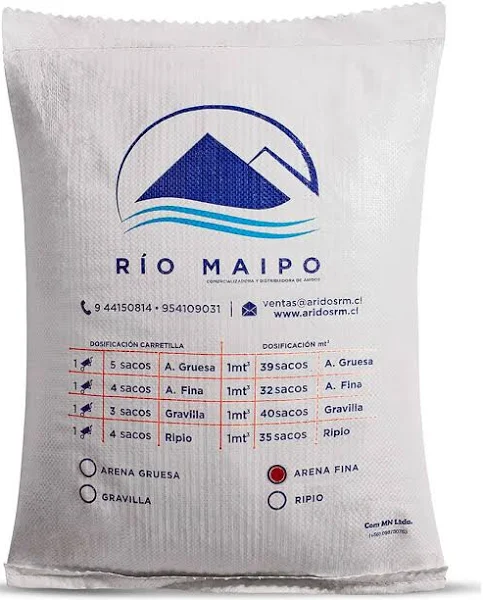 RÍO MAIPO
COMERCIALIZADORA Y DISTRIBUIDORA DE ARIDOS
9 44150814 • 954109031 | ventas@aridosrm.cl
www.aridosrm.cl
DOSIFICACIÓN CARRETILLA DOSIFICACIÓN mt³
1 5 sacos A. Gruesa 1mt³ 39 sacos A. Gruesa
1 4 sacos A. Fina 1mt³ 32 sacos A. Fina
1 3 sacos Gravilla 1mt³ 40 sacos Gravilla
1 4 sacos Ripio 1mt³ 35 sacos Ripio
ARENA GRUESA ARENA FINA
GRAVILLA RIPIO
Com MN Ltda.